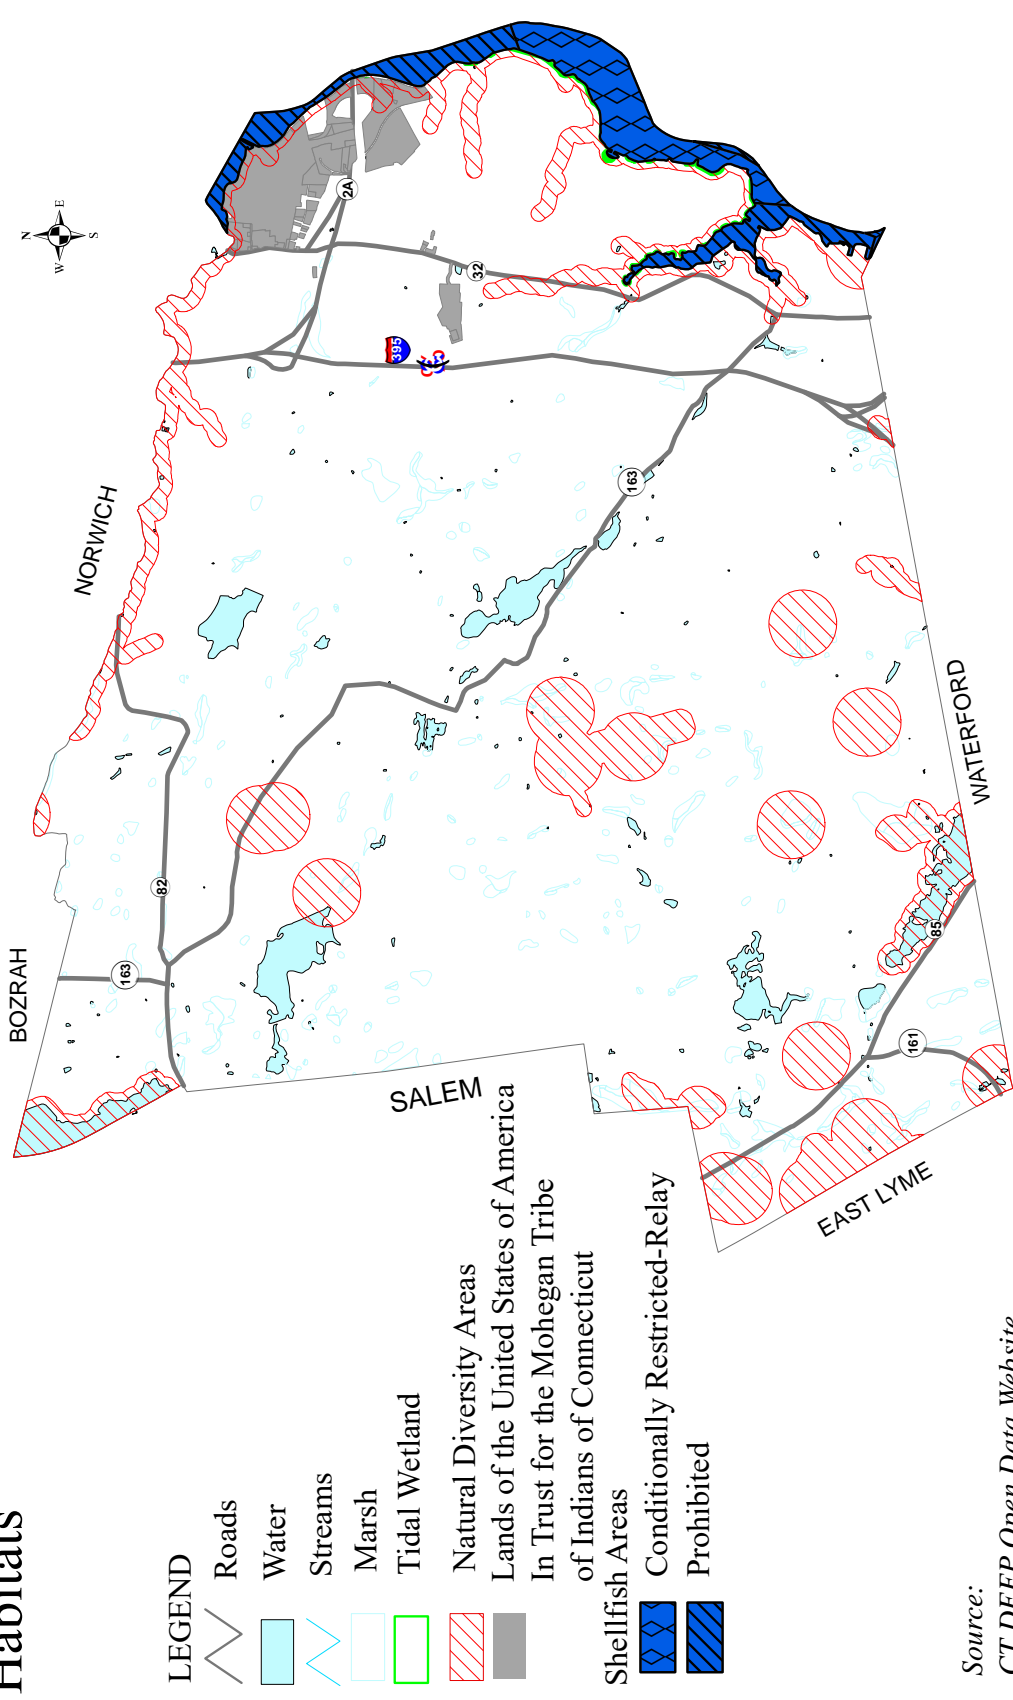 Habitats
LEGEND
Roads
Water
Streams
Marsh
Tidal Wetland
Natural Diversity Areas
Lands of the United States of America
In Trust for the Mohegan Tribe
of Indians of Connecticut
Shellfish Areas
Conditionally Restricted-Relay
Prohibited
Source:
CT DEEP Open Data Website
BOZRAH
NORWICH
SALEM
EAST LYME
WATERFORD
N
W
E
S
163
82
2A
32
395
163
85
161